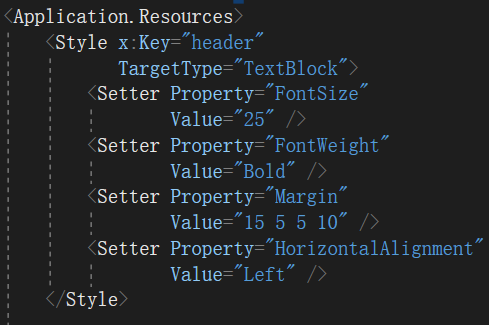 <Application.Resources>
<Style x:Key="header"
TargetType="TextBlock">
<Setter Property="FontSize"
Value="25" />
<Setter Property="FontWeight"
Value="Bold" />
<Setter Property="Margin"
Value="15 5 5 10" />
<Setter Property="HorizontalAlignment"
Value="Left" />
</Style>